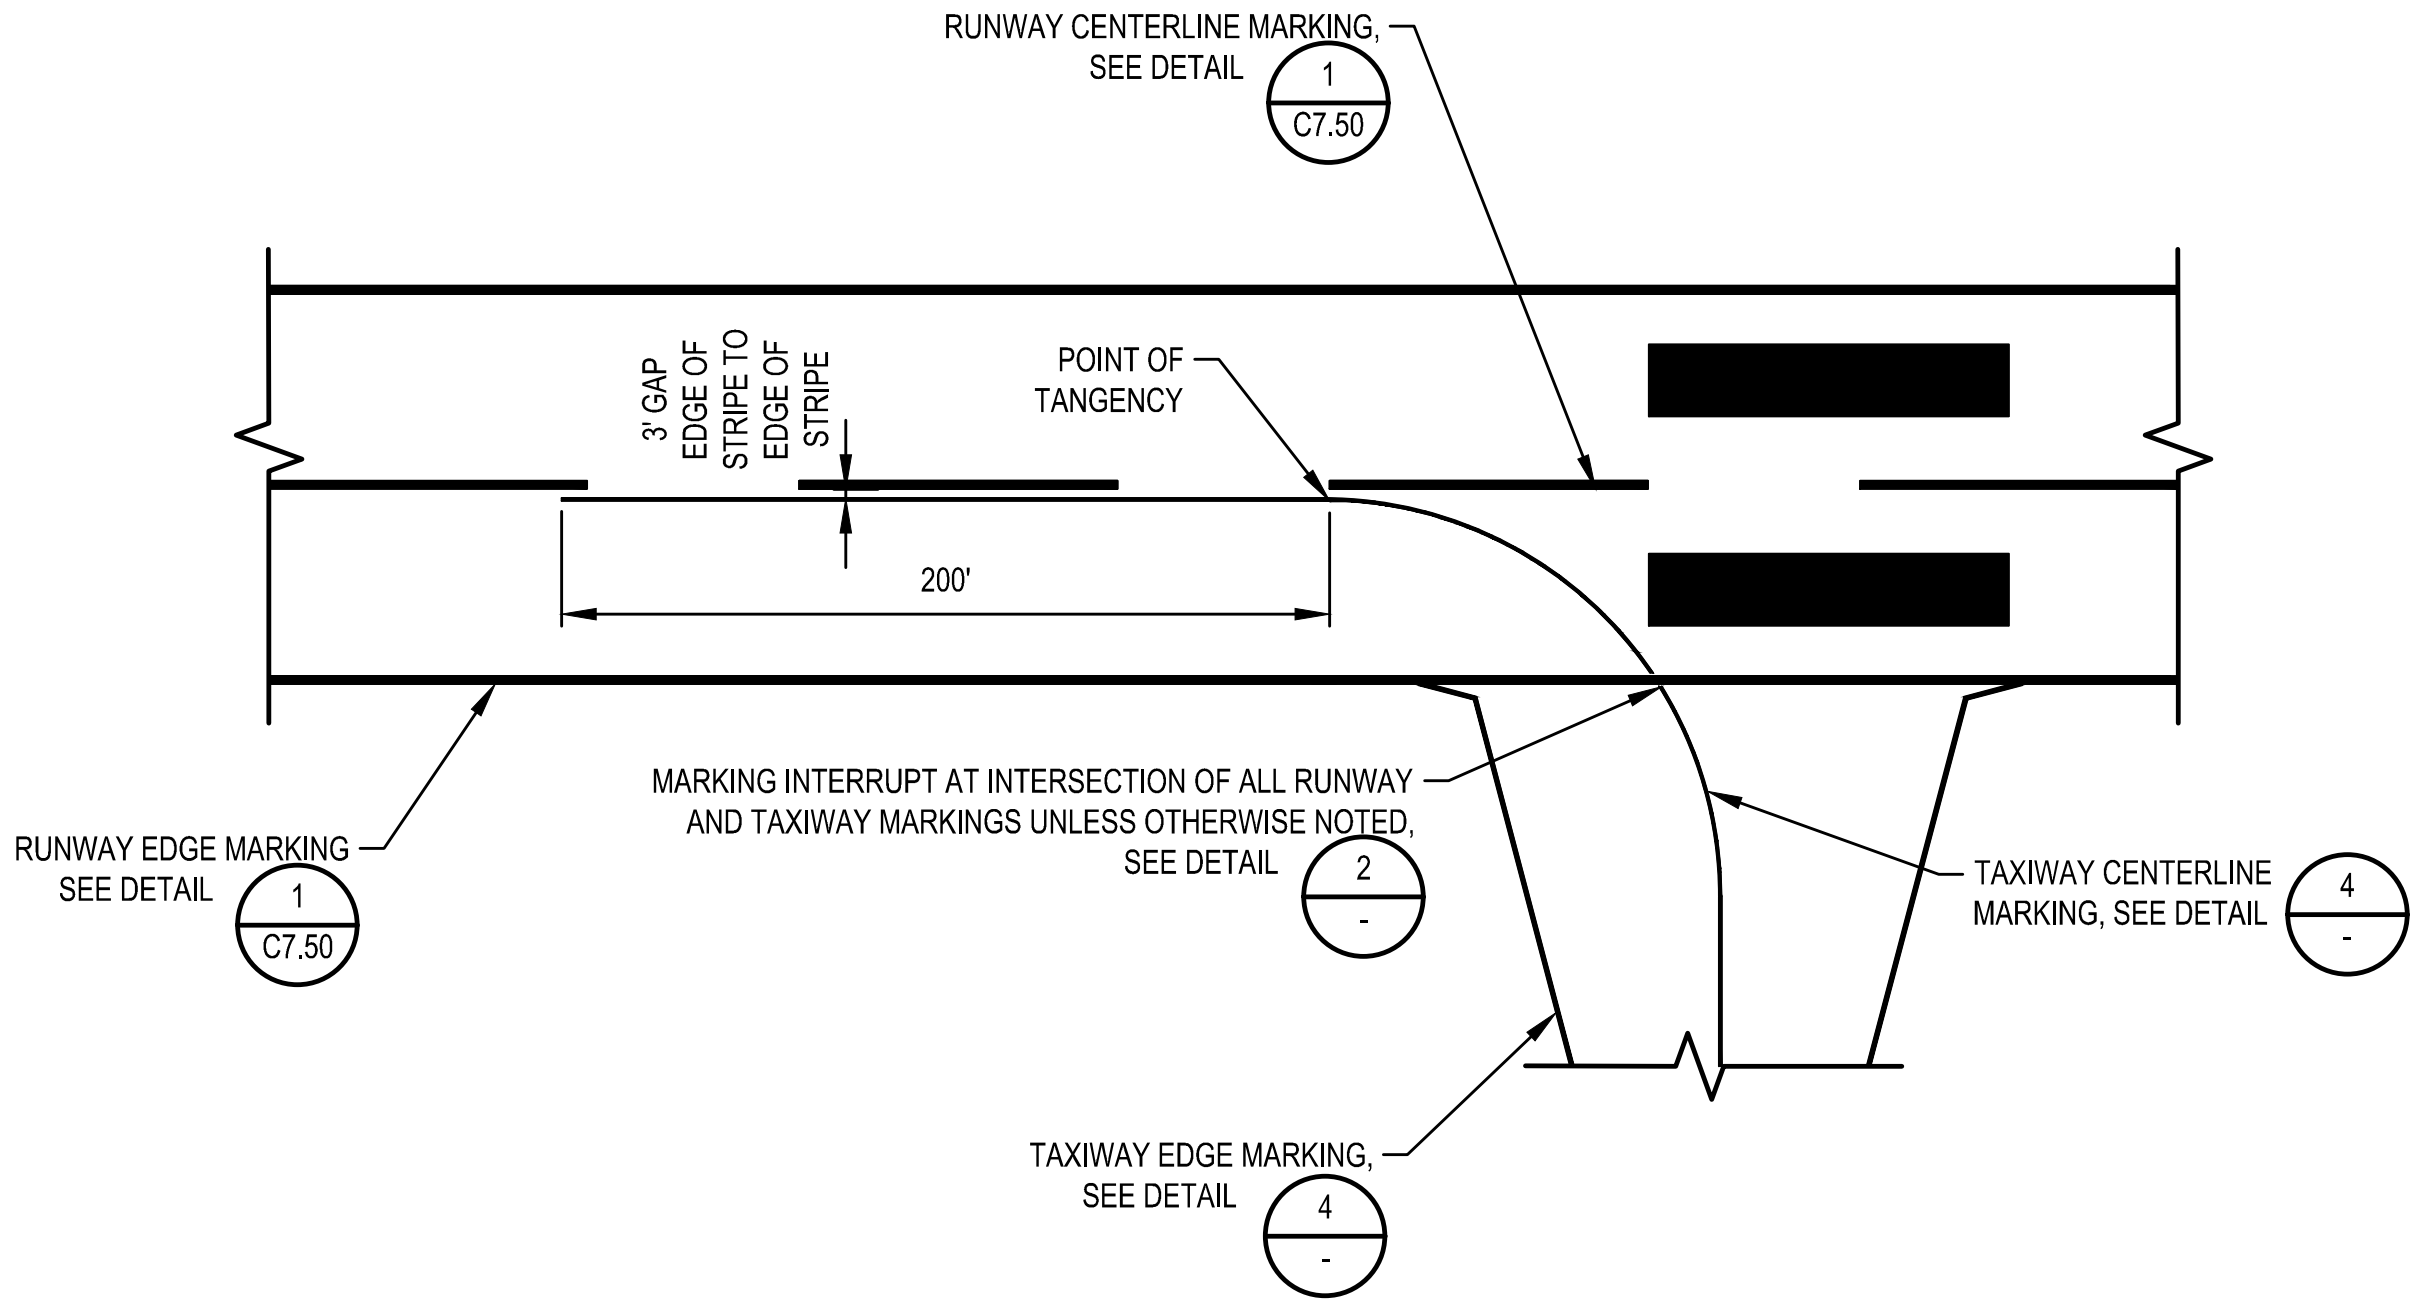 RUNWAY CENTERLINE MARKING,
SEE DETAIL
1
C7.50
3' GAP
EDGE OF
STRIPE TO
EDGE OF
STRIPE
POINT OF
TANGENCY
200'
MARKING INTERRUPT AT INTERSECTION OF ALL RUNWAY
AND TAXIWAY MARKINGS UNLESS OTHERWISE NOTED,
SEE DETAIL
2
-
RUNWAY EDGE MARKING
SEE DETAIL
1
C7.50
TAXIWAY CENTERLINE
MARKING, SEE DETAIL
4
-
TAXIWAY EDGE MARKING,
SEE DETAIL
4
-